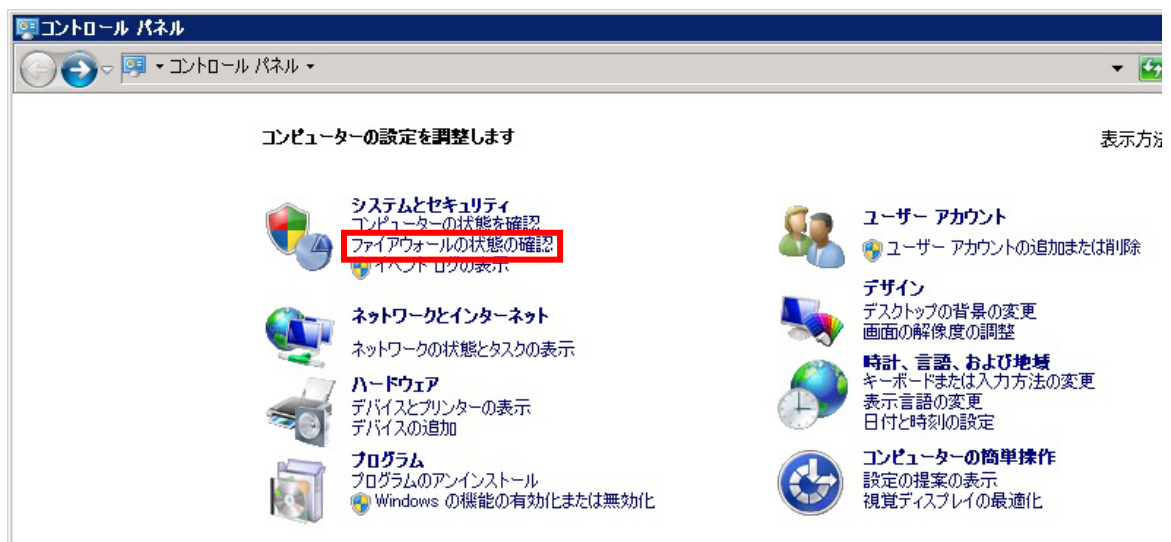 コントロール パネル
コントロール パネル
コンピューターの設定を調整します
表示方法
システムとセキュリティ
コンピューターの状態を確認
ファイアウォールの状態の確認
イベント ログの表示
ネットワークとインターネット
ネットワークの状態とタスクの表示
ハードウェア
デバイスとプリンターの表示
デバイスの追加
プログラム
プログラムのアンインストール
Windows の機能の有効化または無効化
ユーザー アカウント
ユーザー アカウントの追加または削除
デザイン
デスクトップの背景の変更
画面の解像度の調整
時計、言語、および地域
キーボードまたは入力方法の変更
表示言語の変更
日付と時刻の設定
コンピューターの簡単操作
設定の提案の表示
視覚ディスプレイの最適化